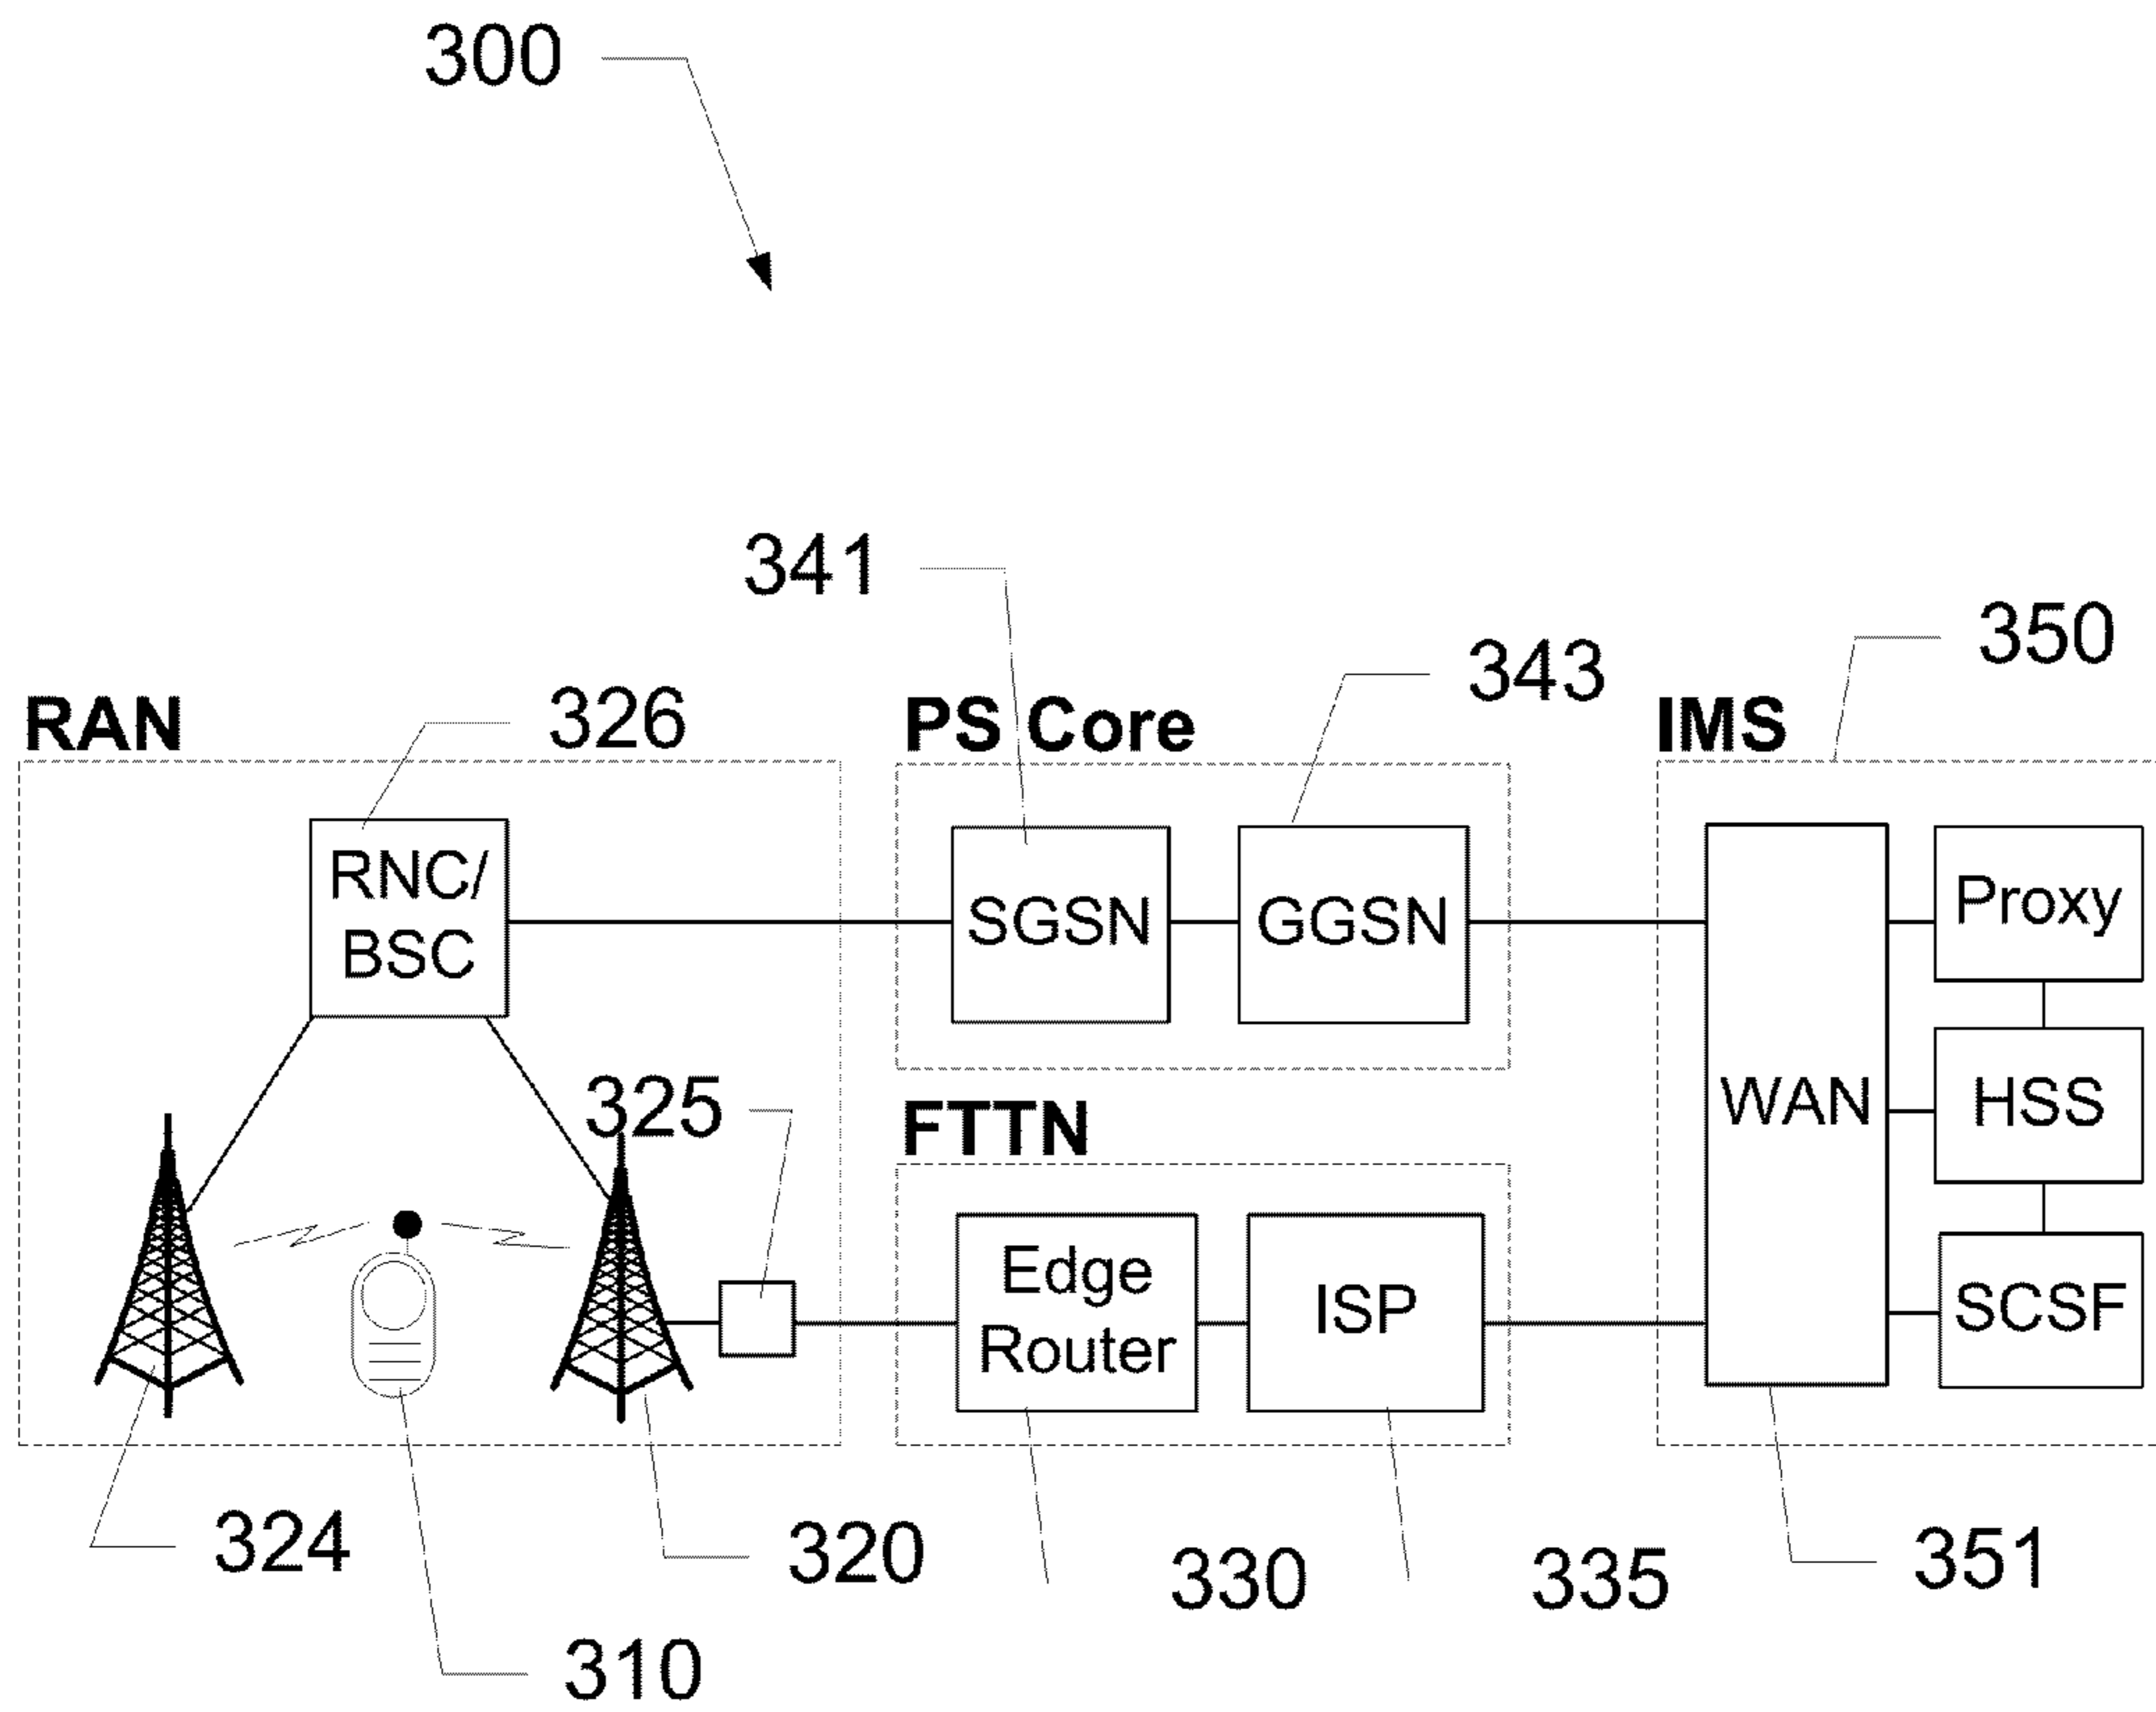 300
341
350
343
326
RAN
PS Core
IMS
RNC/
BSC
SGSN
GGSN
Proxy
325
FTTN
WAN
HSS
Edge
Router
ISP
SCSF
324
320
330
335
351
310